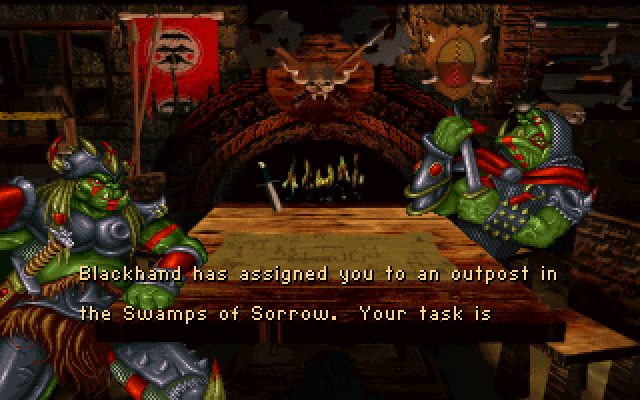 Blackhand has assigned you to an outpost in
the Swamps of Sorrow.  Your task is